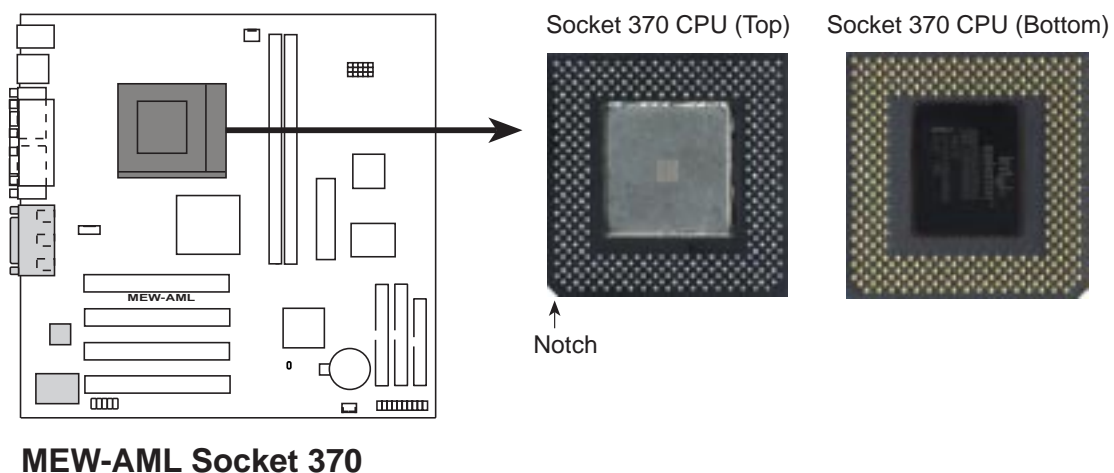 Socket 370 CPU (Top)
Socket 370 CPU (Bottom)
MEW-AML
Notch
MEW-AML Socket 370